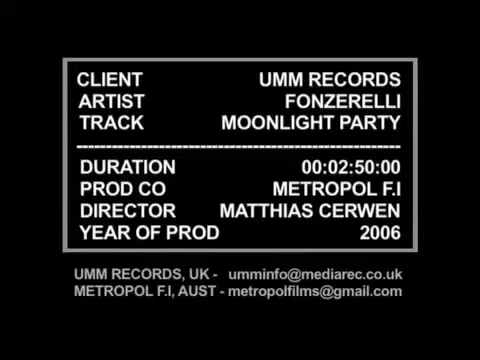 CLIENT UMM RECORDS
ARTIST FONZERELLI
TRACK MOONLIGHT PARTY
DURATION 00:02:50:00
PROD CO METROPOL F.I
DIRECTOR MATTHIAS CERWEN
YEAR OF PROD 2006
UMM RECORDS, UK - umminfo@mediarec.co.uk
METROPOL F.I, AUST - metropolfilms@gmail.com